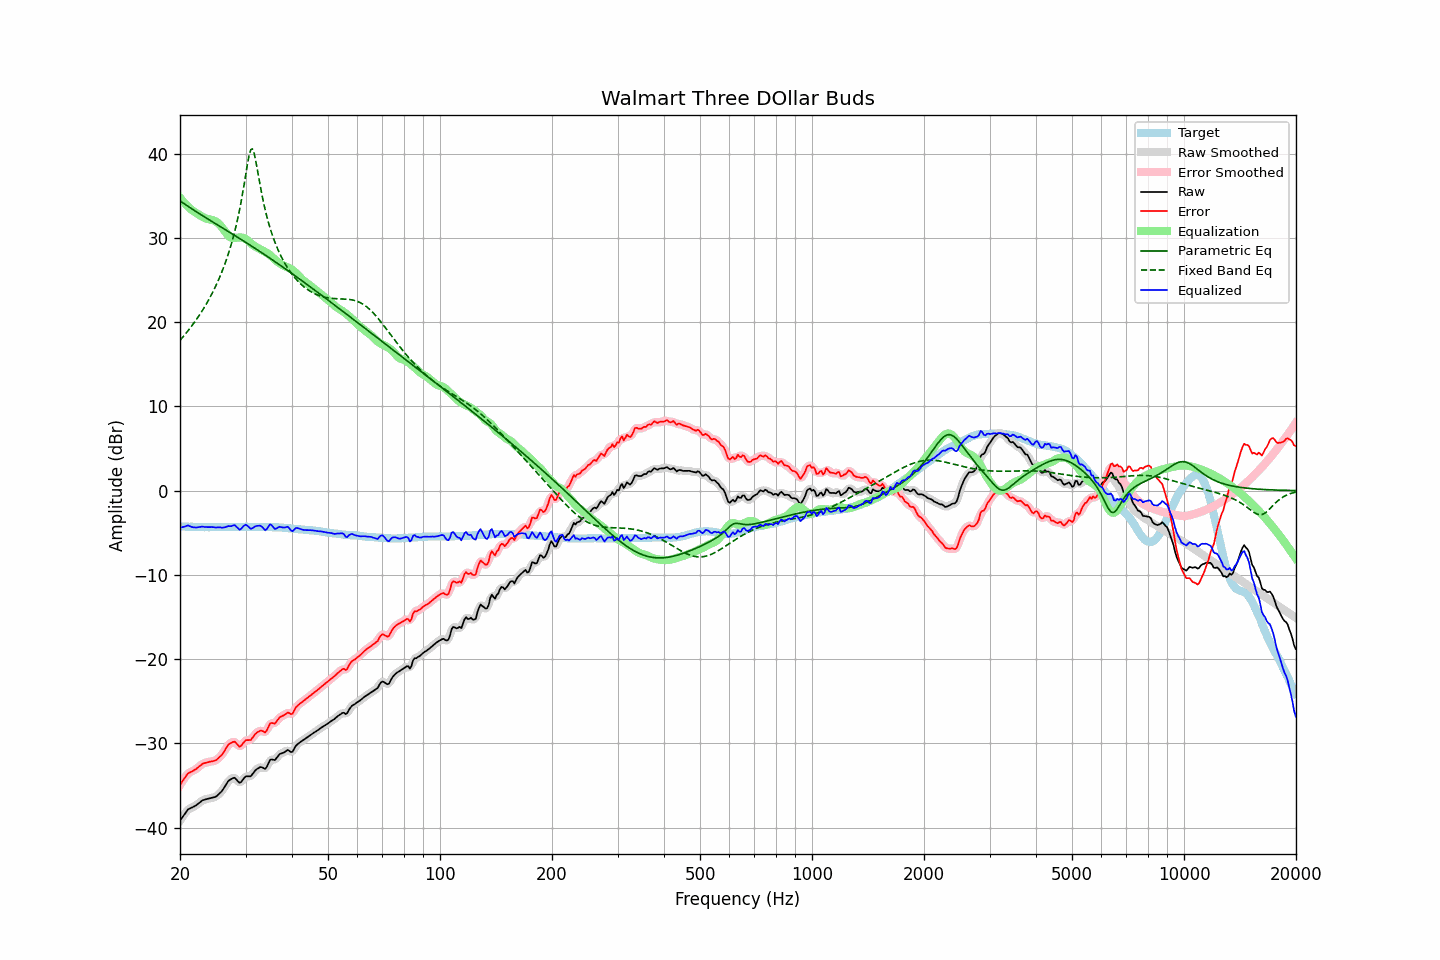 Walmart Three DOllar Buds
Amplitude (dBr)
40
30
20
10
0
−10
−20
−30
−40
20
50
100
200
500
1000
2000
5000
10000
20000
Frequency (Hz)
Target
Raw Smoothed
Error Smoothed
Raw
Error
Equalization
Parametric Eq
Fixed Band Eq
Equalized